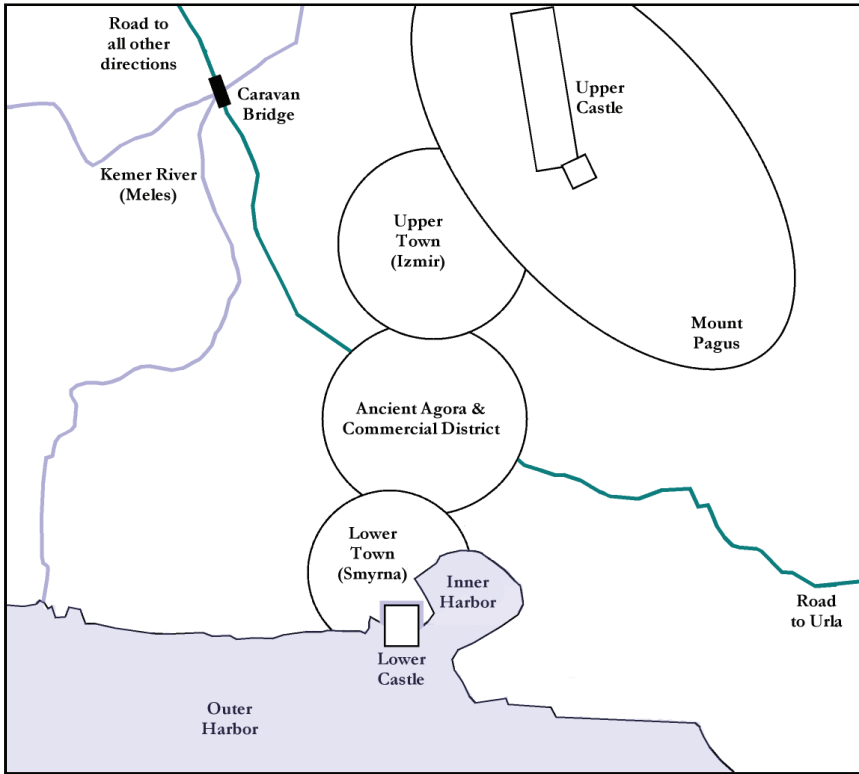 Road to
all other
directions
Caravan
Bridge
Upper
Castle
Kemer River
(Meles)
Upper
Town
(Izmir)
Mount
Pagus
Ancient Agora &
Commercial District
Lower
Town
(Smyrna)
Inner
Harbor
Road
to Urla
Lower
Castle
Outer
Harbor